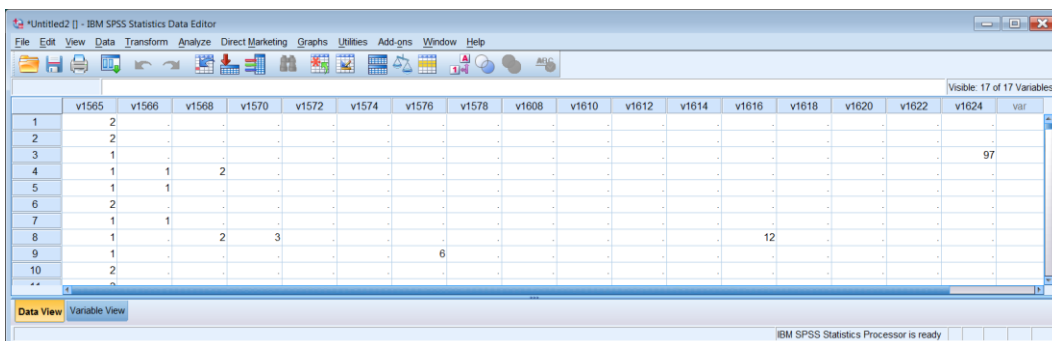 *Untitled2 [] - IBM SPSS Statistics Data Editor
File Edit View Data Transform Analyze Direct Marketing Graphs Utilities Add-ons Window Help
Visible: 17 of 17 Variables
v1565 v1566 v1568 v1570 v1572 v1574 v1576 v1578 v1608 v1610 v1612 v1614 v1616 v1618 v1620 v1622 v1624 var
1 2 . . . . . . . . . . . . . . . .
2 2 . . . . . . . . . . . . . . . .
3 1 . . . . . . . . . . . . . . . 97
4 1 1 2 . . . . . . . . . . . . . .
5 1 1 . . . . . . . . . . . . . . .
6 2 . . . . . . . . . . . . . . . .
7 1 1 . . . . . . . . . . . . . . .
8 1 . 2 3 . . . . . . . . 12 . . . .
9 1 . . . . . 6 . . . . . . . . . .
10 2 . . . . . . . . . . . . . . . .
Data View Variable View
IBM SPSS Statistics Processor is ready